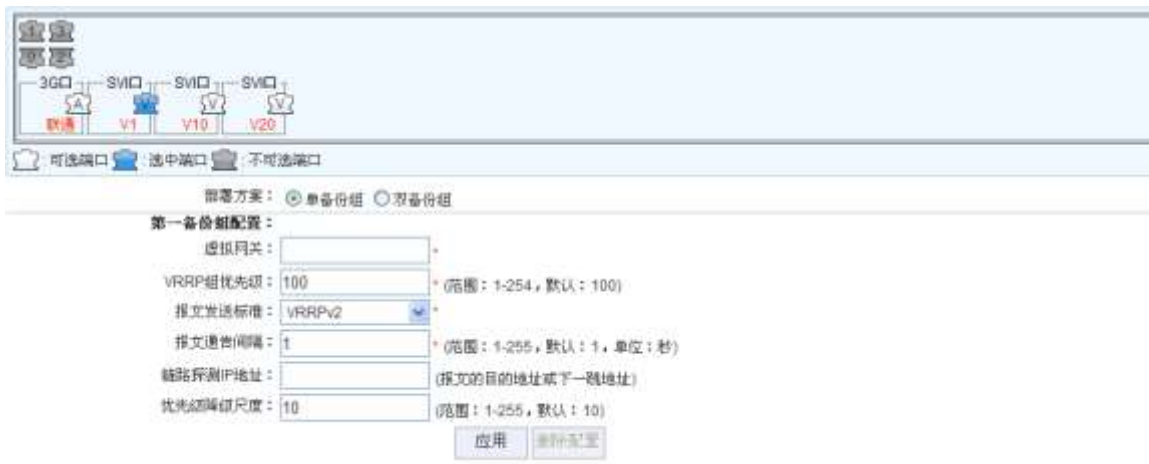 1 3
0 2
3G口 SVI口 SVI口 SVI口
A V V V
联通 V1 V10 V20
: 可选端口 : 选中端口 : 不可选端口
部署方案： 单备份组 双备份组
第一备份组配置：
虚拟网关： *
VRRP组优先级： 100 * (范围：1-254，默认：100)
报文发送标准： VRRPv2 *
报文通告间隔： 1 * (范围：1-255，默认：1，单位：秒)
链路探测IP地址： (报文的目的地址或下一跳地址)
优先级降级尺度： 10 (范围：1-255，默认：10)
应用 删除配置